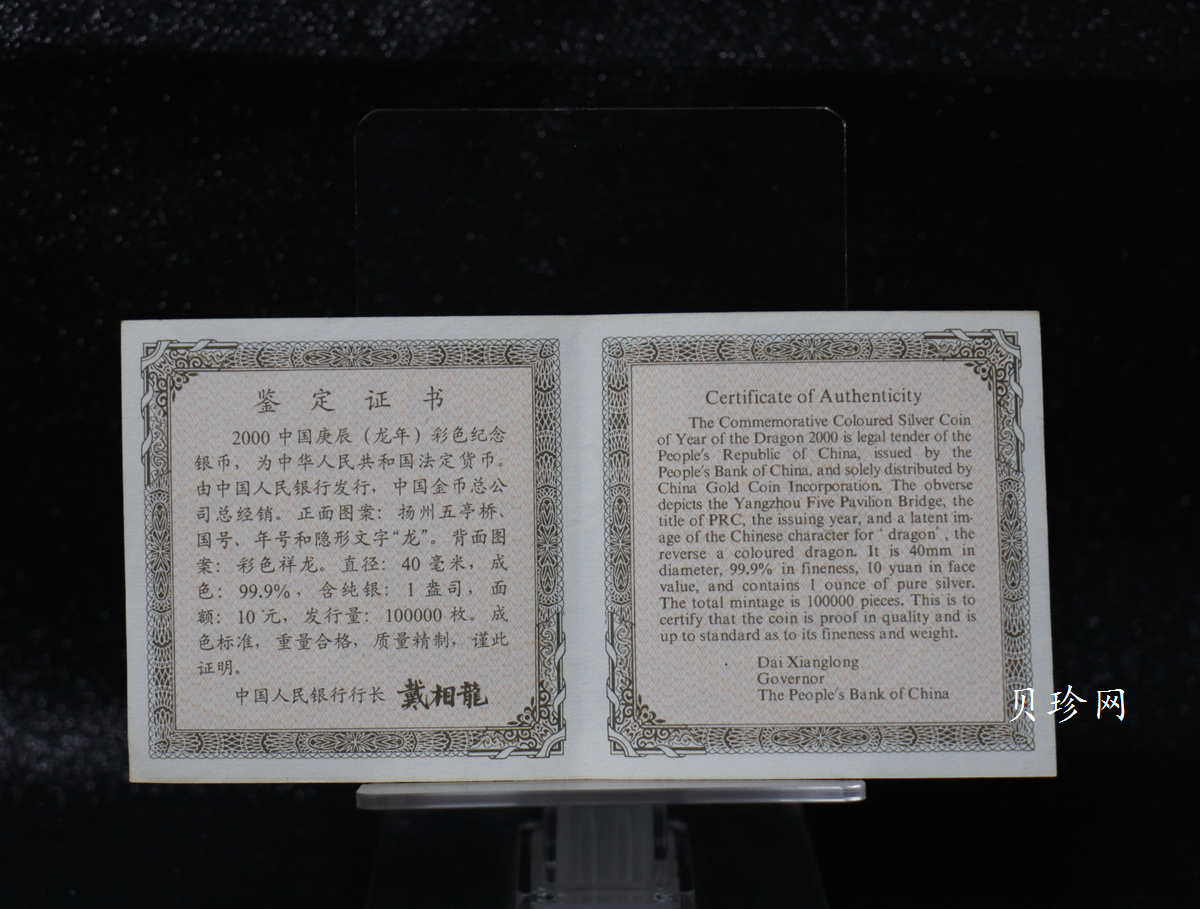 鉴定证书
2000 中国庚辰（龙年）彩色纪念
银币，为中华人民共和国法定货币。
由中国人民银行发行，中国金币总公
司总经销。正面图案：扬州五亭桥、
国号、年号和隐形文字“龙”。背面图
案：彩色祥龙。直径：40 毫米，成
色：99.9%，含纯银：1 盎司，面
额：10 元，发行量：100000 枚。成
色标准，重量合格，质量精制，谨此
证明。
中国人民银行行长 戴相龍
Certificate of Authenticity
The Commemorative Coloured Silver Coin
of Year of the Dragon 2000 is legal tender of the
People's Republic of China, issued by the
People's Bank of China, and solely distributed by
China Gold Coin Incorporation. The obverse
depicts the Yangzhou Five Pavilion Bridge, the
title of PRC, the issuing year, and a latent im-
age of the Chinese character for ' dragon' , the
reverse a coloured dragon. It is 40mm in
diameter, 99.9% in fineness, 10 yuan in face
value, and contains 1 ounce of pure silver.
The total mintage is 100000 pieces. This is to
certify that the coin is proof in quality and is
up to standard as to its fineness and weight.
Dai Xianglong
Governor
The People's Bank of China
贝珍网